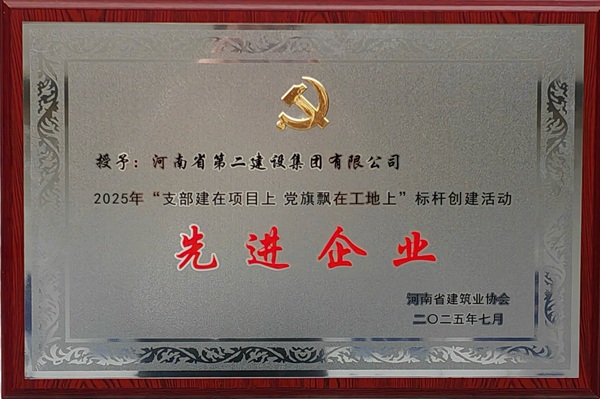 授予：河南省第二建设集团有限公司
2025年“支部建在项目上 党旗飘在工地上”标杆创建活动
先进企业
河南省建筑业协会
二〇二五年七月